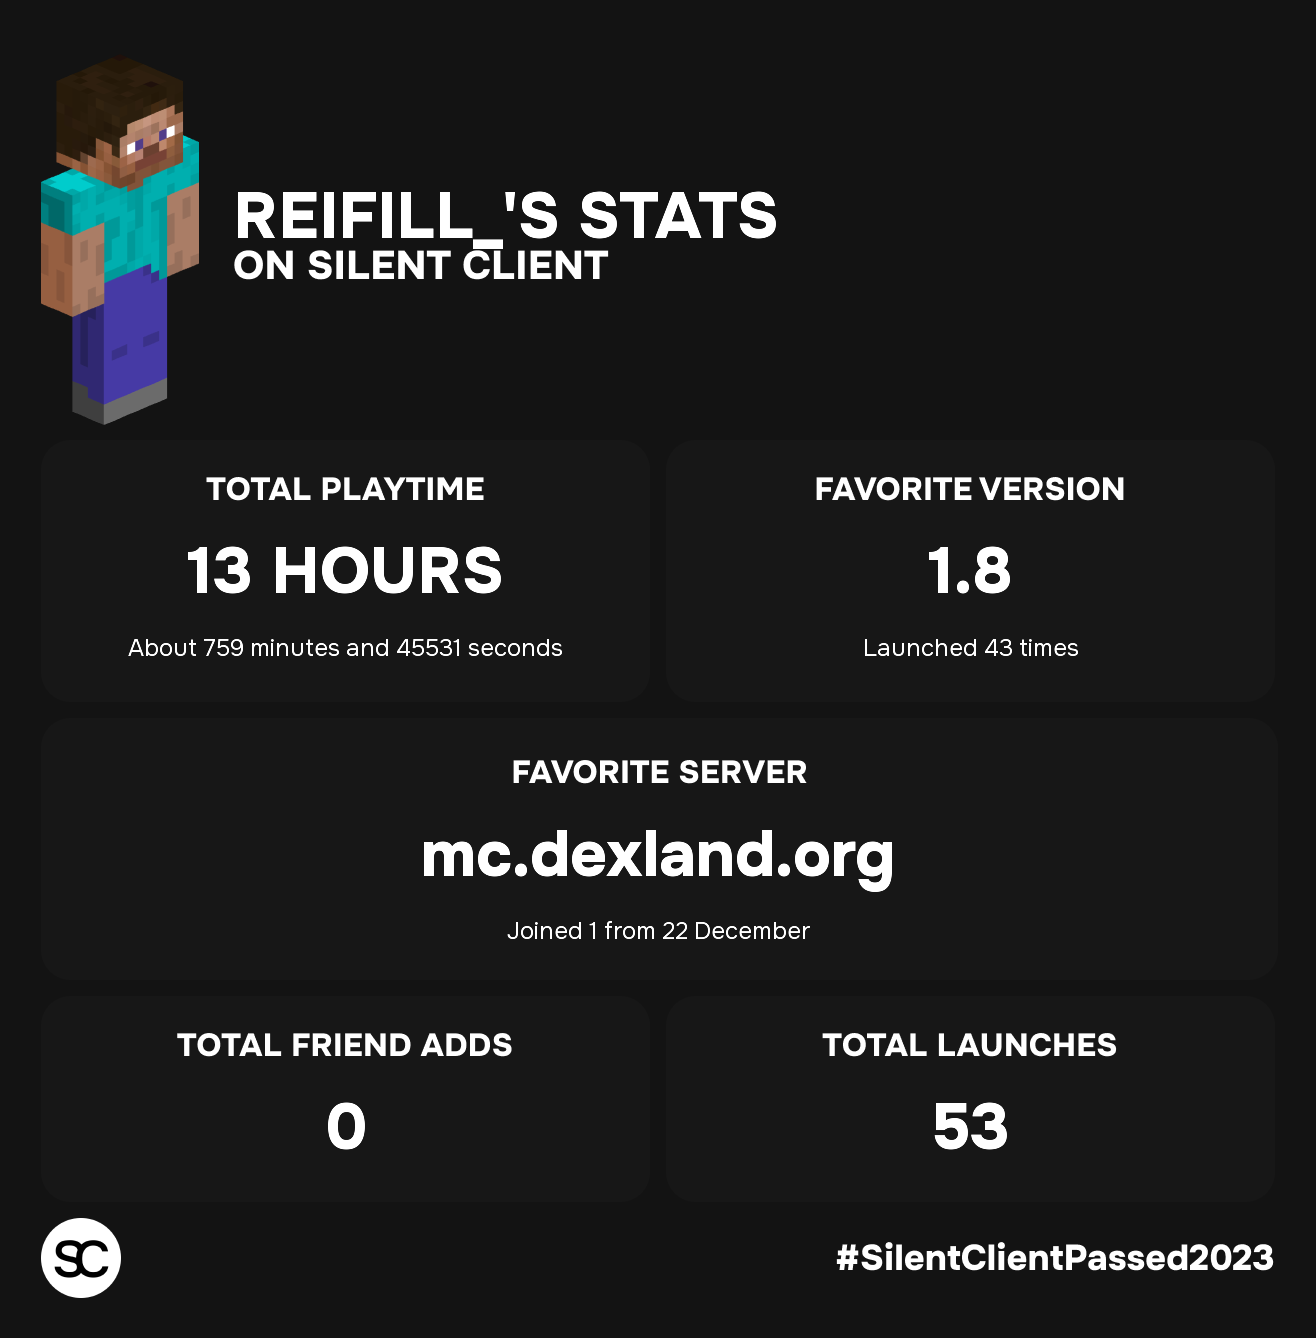 REIFILL_'S STATS
ON SILENT CLIENT
TOTAL PLAYTIME
13 HOURS
About 759 minutes and 45531 seconds
FAVORITE VERSION
1.8
Launched 43 times
FAVORITE SERVER
mc.dexland.org
Joined 1 from 22 December
TOTAL FRIEND ADDS
0
TOTAL LAUNCHES
53
SC
#SilentClientPassed2023